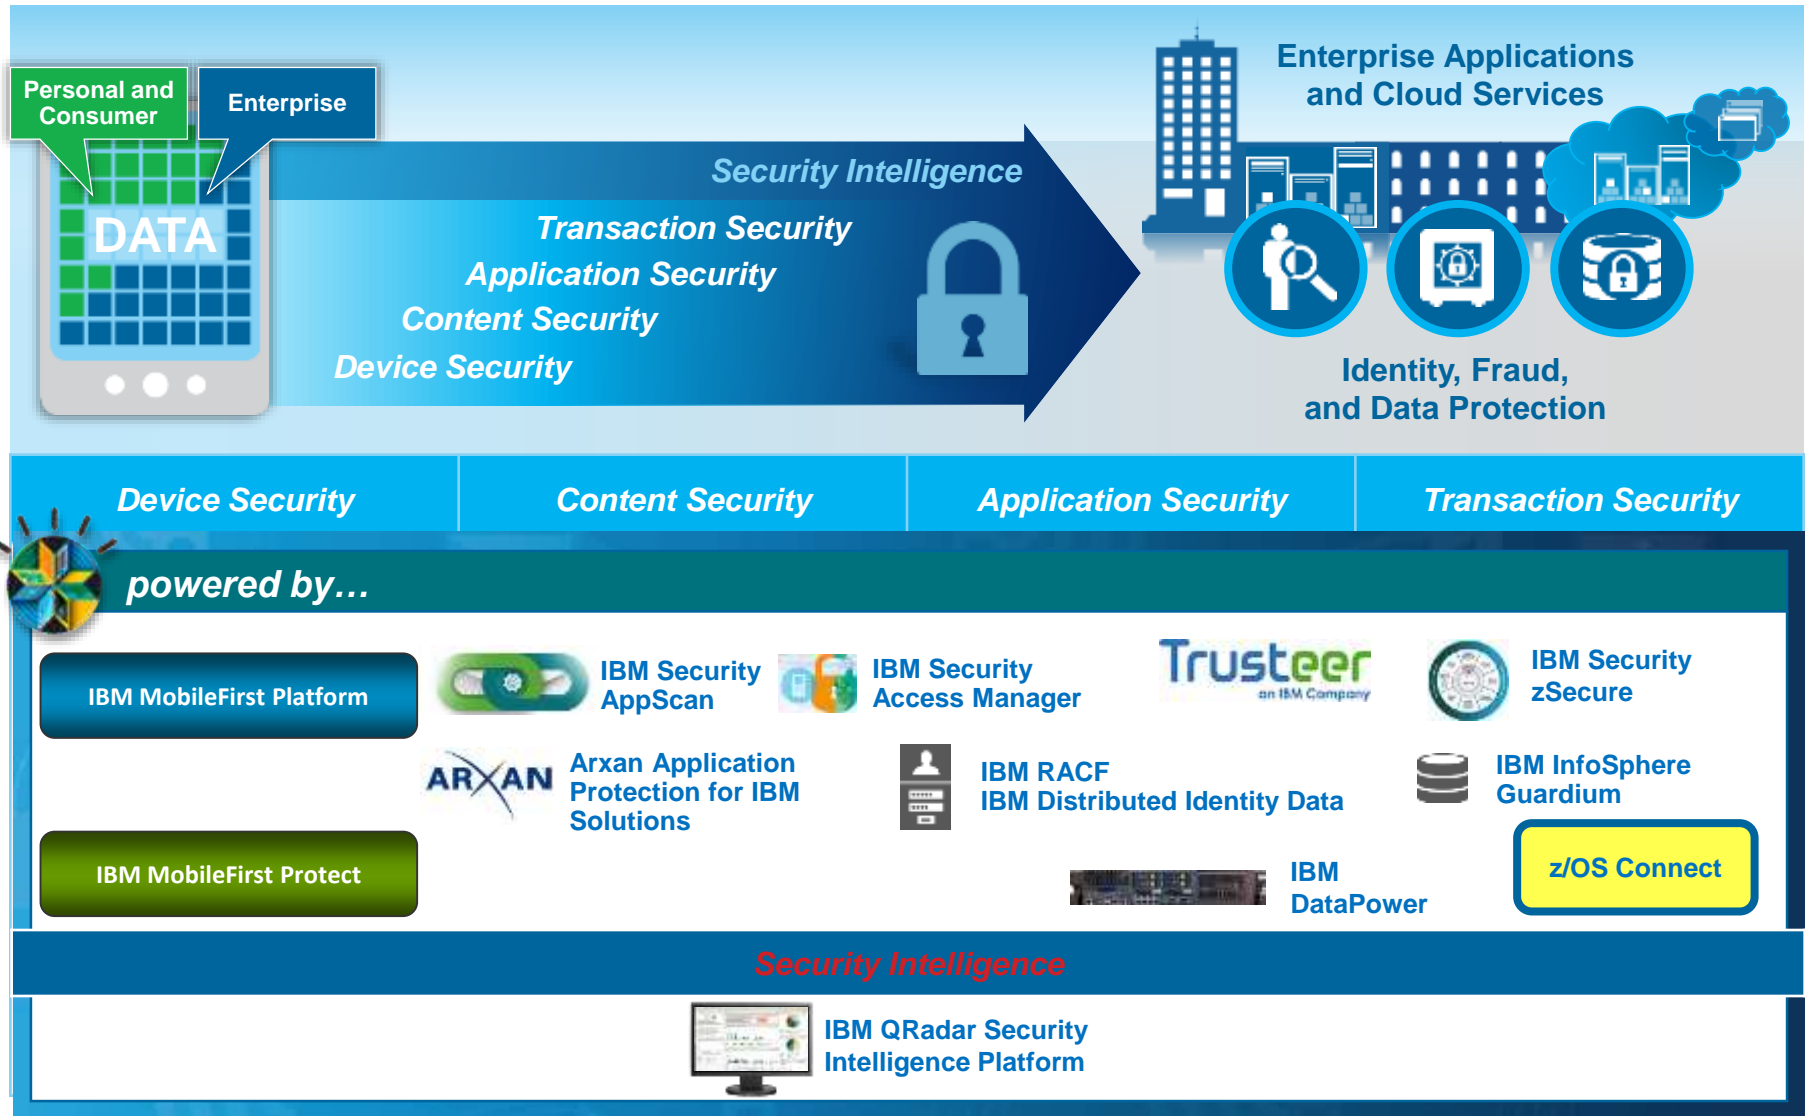 Personal and
Consumer
Enterprise
DATA
Security Intelligence
Transaction Security
Application Security
Content Security
Device Security
Enterprise Applications
and Cloud Services
Identity, Fraud,
and Data Protection
Device Security
Content Security
Application Security
Transaction Security
powered by...
IBM MobileFirst Platform
IBM Security
AppScan
IBM Security
Access Manager
Trusteer
an IBM Company
IBM Security
zSecure
ARXAN
Arxan Application
Protection for IBM
Solutions
IBM RACF
IBM Distributed Identity Data
IBM InfoSphere
Guardium
IBM MobileFirst Protect
IBM
DataPower
z/OS Connect
Security Intelligence
IBM QRadar Security
Intelligence Platform